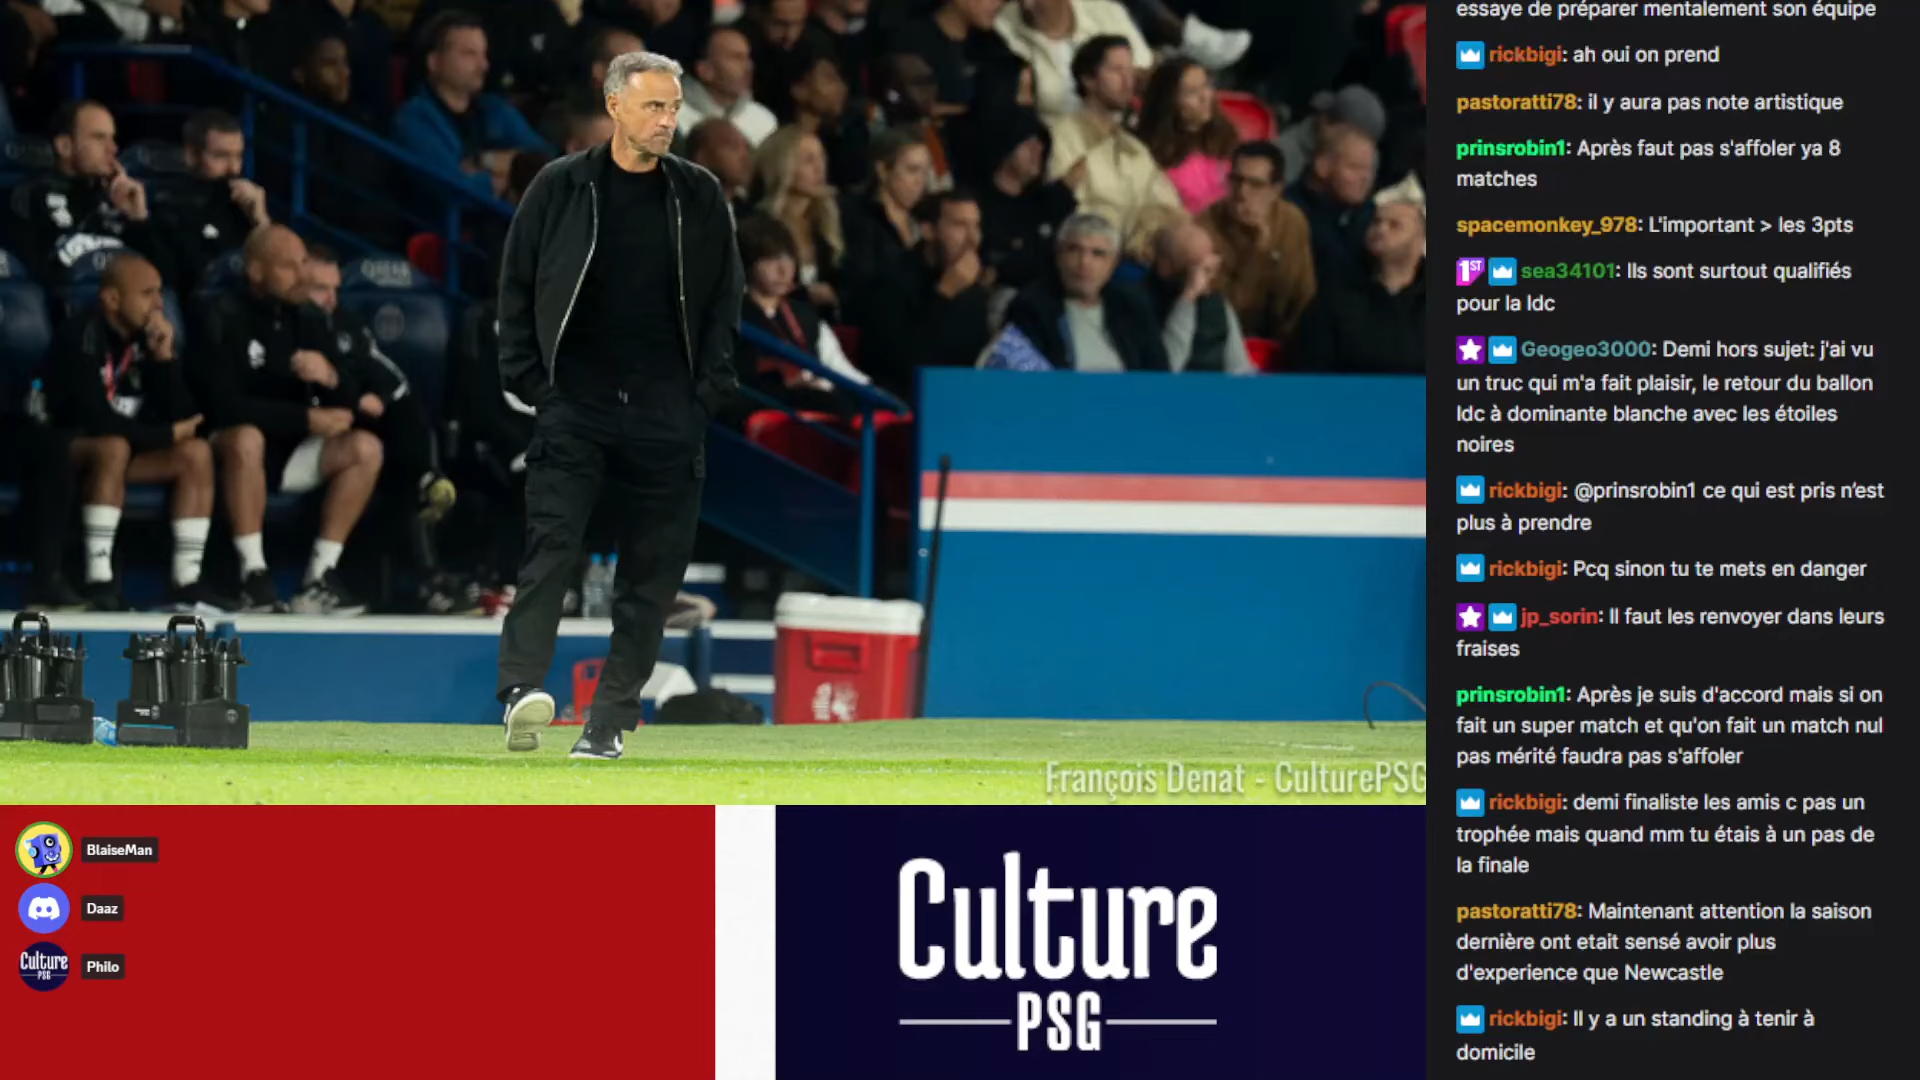 essaye de préparer mentalement son équipe
rickbigi: ah oui on prend
pastoratti78: il y aura pas note artistique
prinsrobin1: Après faut pas s'affoler ya 8
matches
spacemonkey_978: L'important > les 3pts
1ST sea34101: Ils sont surtout qualifiés
pour la ldc
Geogeo3000: Demi hors sujet: j'ai vu
un truc qui m'a fait plaisir, le retour du ballon
ldc à dominante blanche avec les étoiles
noires
rickbigi: @prinsrobin1 ce qui est pris n'est
plus à prendre
rickbigi: Pcq sinon tu te mets en danger
jp_sorin: Il faut les renvoyer dans leurs
fraises
prinsrobin1: Après je suis d'accord mais si on
fait un super match et qu'on fait un match nul
pas mérité faudra pas s'affoler
rickbigi: demi finaliste les amis c pas un
trophée mais quand mm tu étais à un pas de
la finale
pastoratti78: Maintenant attention la saison
dernière ont etait sensé avoir plus
d'experience que Newcastle
rickbigi: Il y a un standing à tenir à
domicile
François Denat - CulturePSG
BlaiseMan
Daaz
Culture
PSG
Philo
Culture
PSG